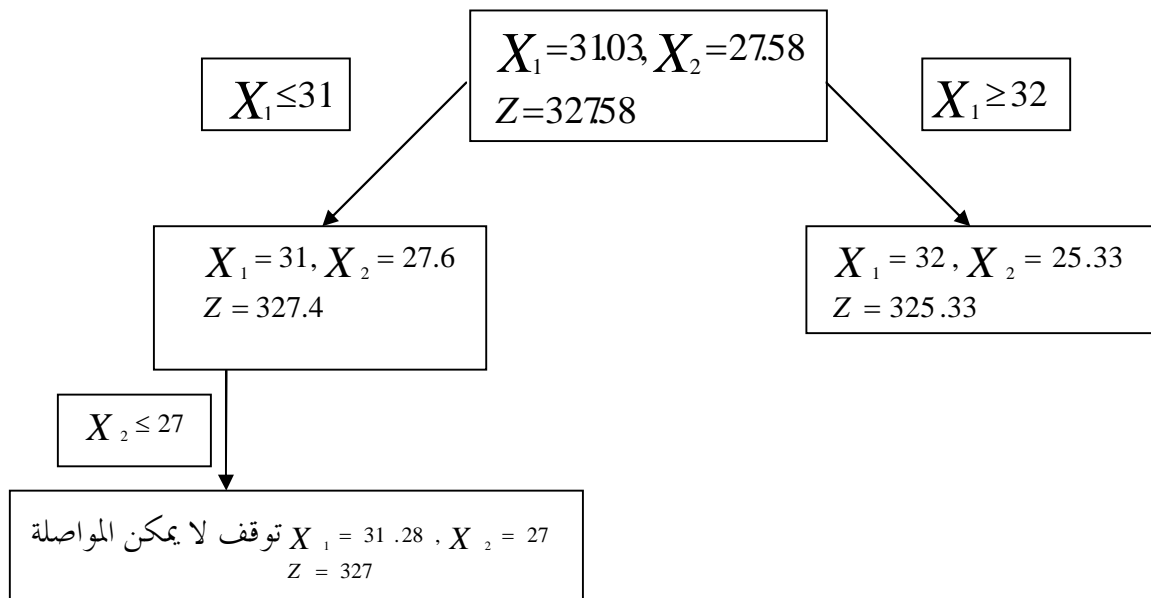 X₁=31.03, X₂=27.58
Z=327.58
X₁≤31
X₁≥32
X₁ = 31, X₂ = 27.6
Z = 327.4
X₁ = 32 , X₂ = 25.33
Z = 325.33
X₂ ≤ 27
توقف لا يمكن المواصلة X₁ = 31.28 , X₂ = 27
Z = 327